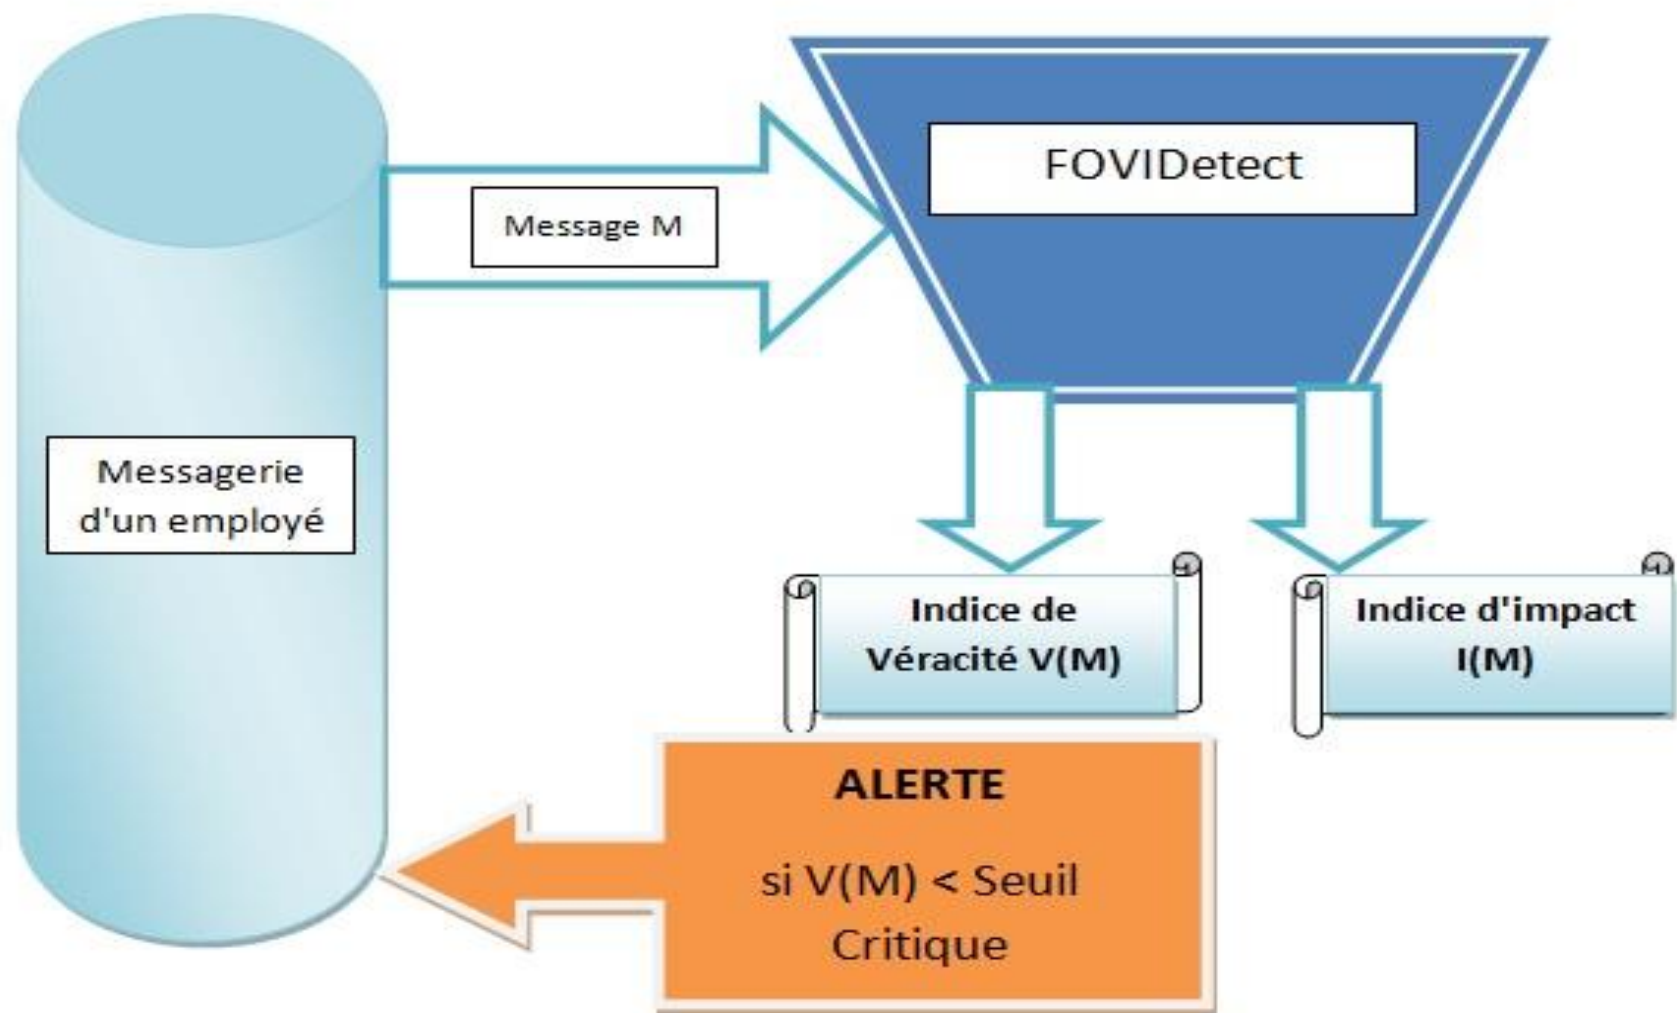 FOVIDetect
Message M
Messagerie
d'un employé
Indice de
Véracité V(M)
Indice d'impact
I(M)
ALERTE
si V(M) < Seuil
Critique